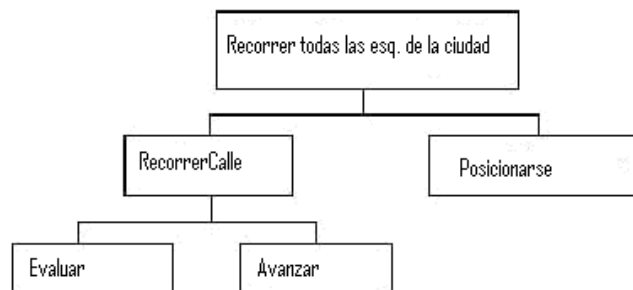 Recorrer todas las esq. de la ciudad
RecorrerCalle
Posicionarse
Evaluar
Avanzar